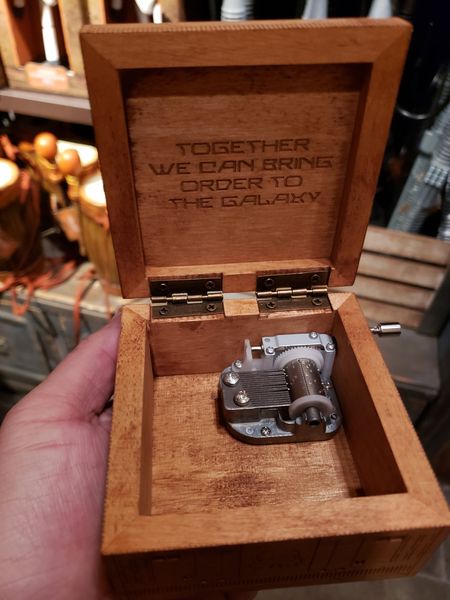 TOGETHER
WE CAN BRING
ORDER TO
THE GALAXY